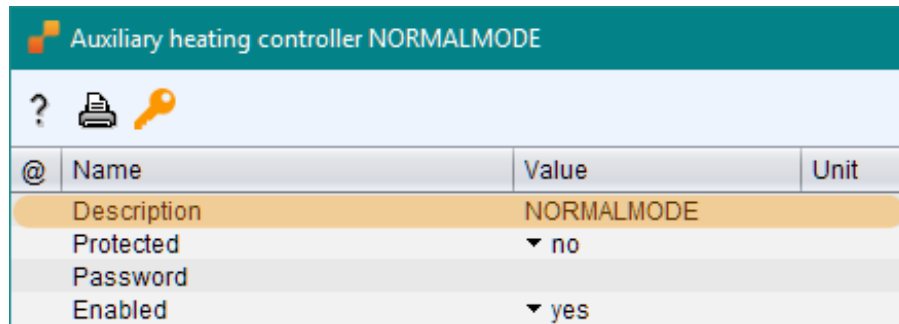 Auxiliary heating controller NORMALMODE
?
@ Name Value Unit
Description NORMALMODE
Protected no
Password
Enabled yes